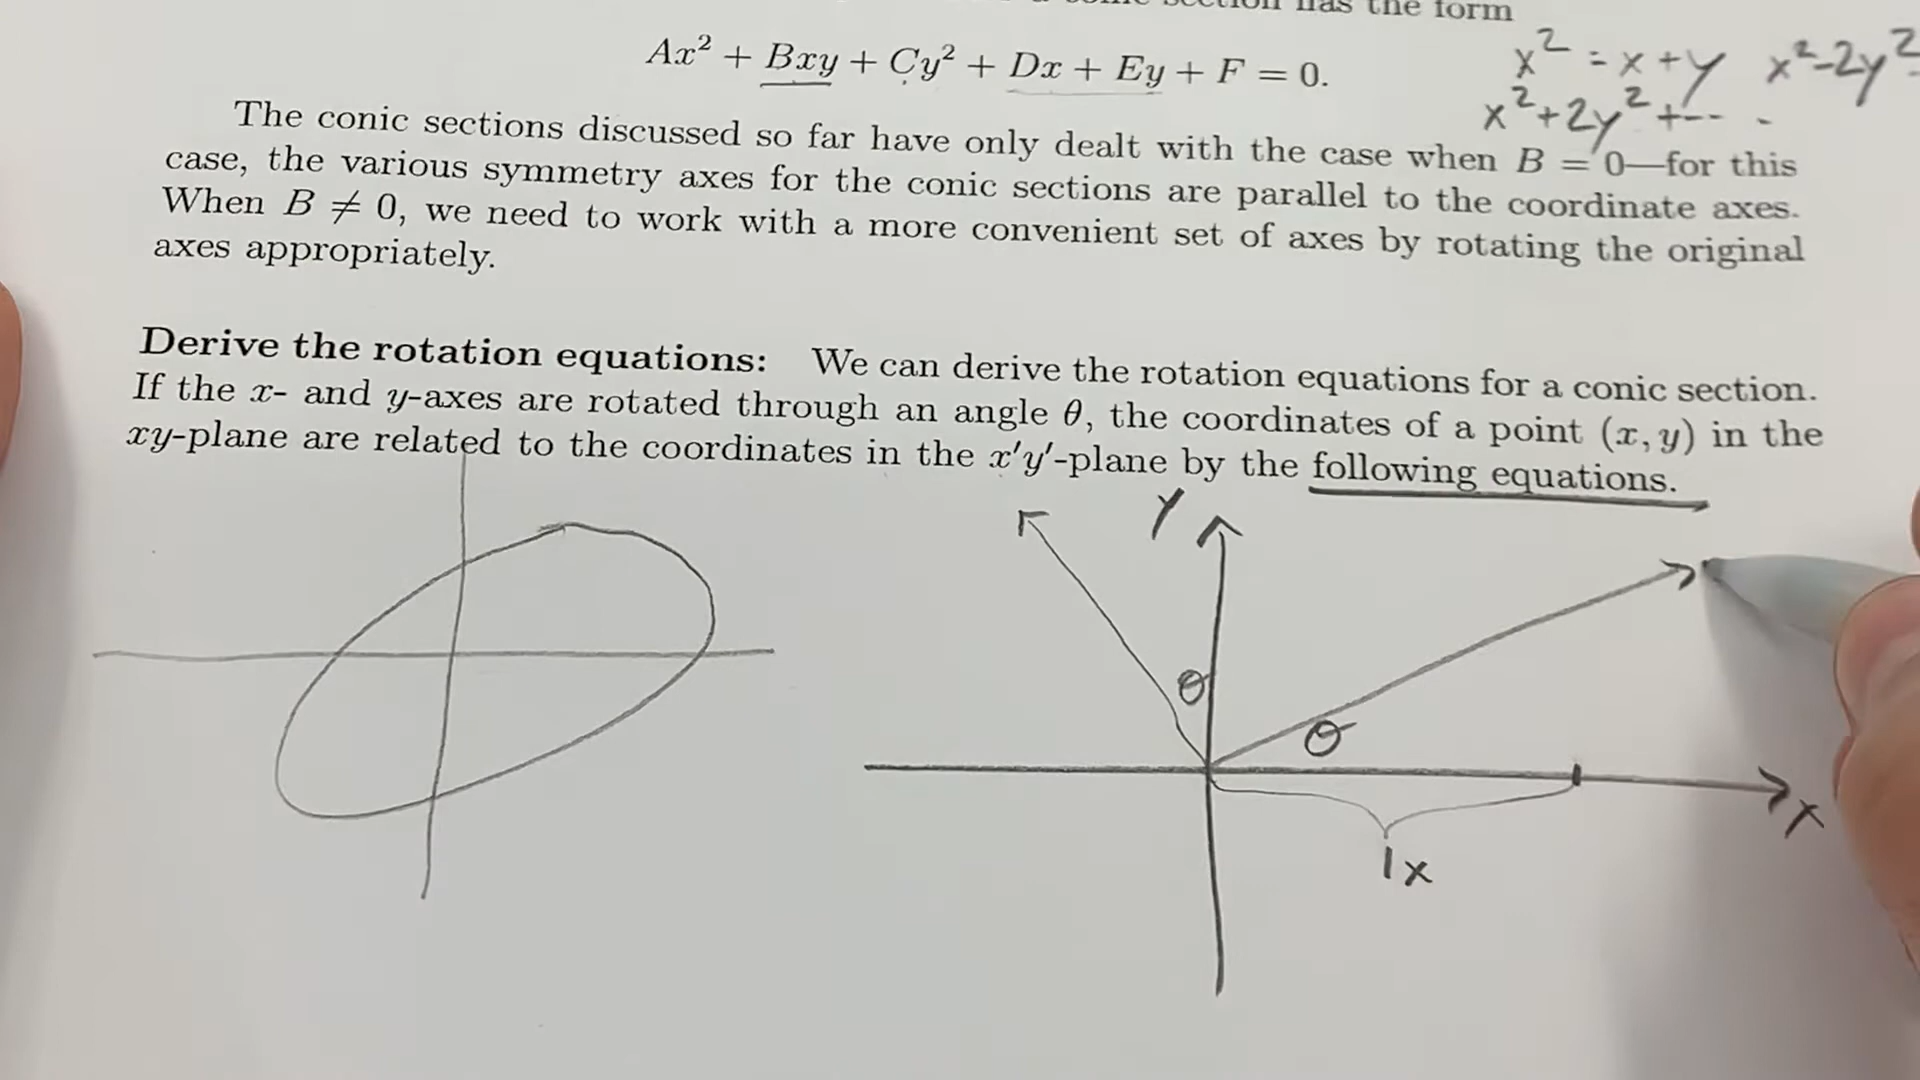 section has the form
Ax² + Bxy + Cy² + Dx + Ey + F = 0.
x² = x + y x²-2y²
x²+2y²+--- -
The conic sections discussed so far have only dealt with the case when B = 0—for this
case, the various symmetry axes for the conic sections are parallel to the coordinate axes.
When B ≠ 0, we need to work with a more convenient set of axes by rotating the original
axes appropriately.
Derive the rotation equations: We can derive the rotation equations for a conic section.
If the x- and y-axes are rotated through an angle θ, the coordinates of a point (x, y) in the
xy-plane are related to the coordinates in the x′y′-plane by the following equations.
Y
θ
θ
x
1x